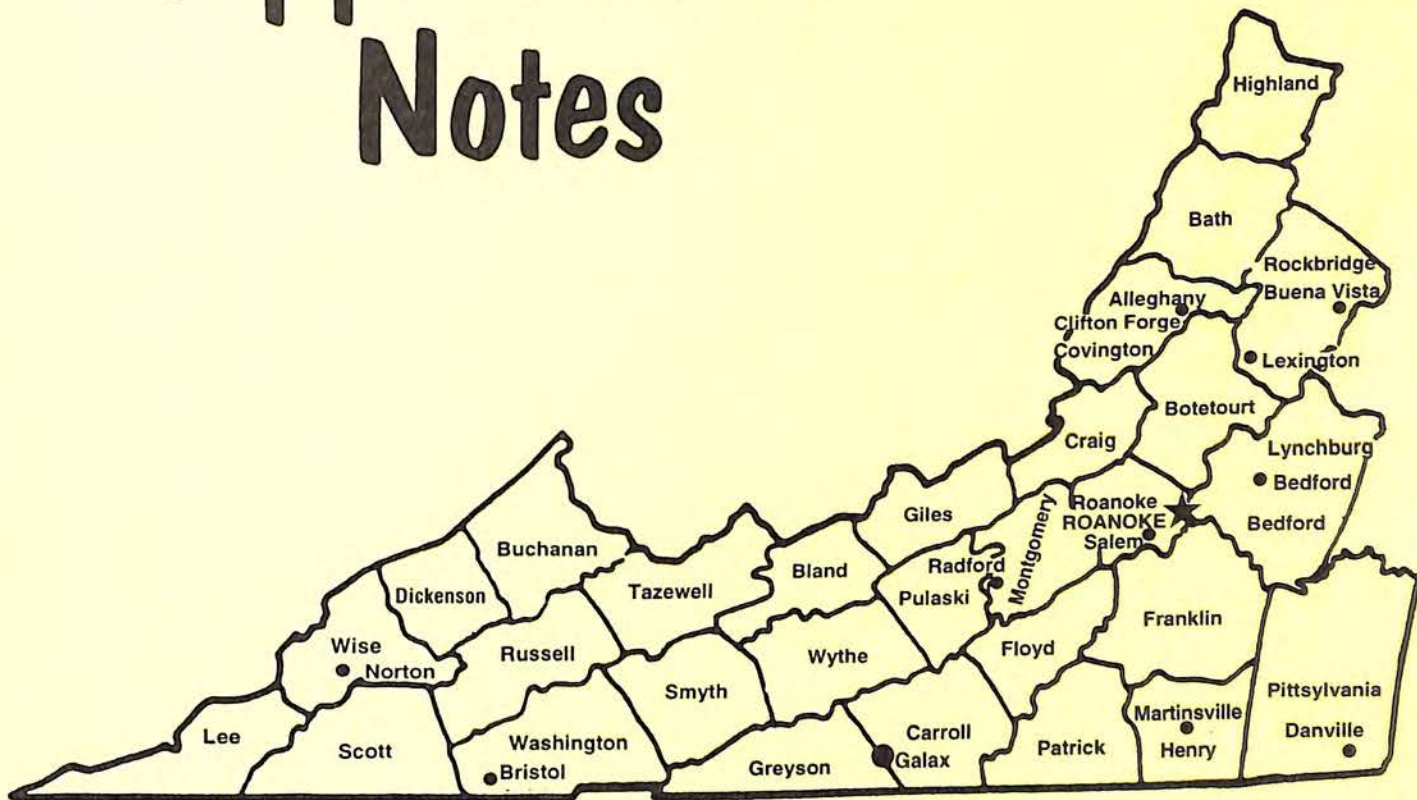 Notes
Highland
Bath
Rockbridge
Buena Vista
Alleghany
Clifton Forge
Covington
Lexington
Botetourt
Craig
Lynchburg
Bedford
Bedford
Giles
Roanoke
ROANOKE
Salem
Montgomery
Radford
Pulaski
Buchanan
Bland
Tazewell
Dickenson
Franklin
Floyd
Wythe
Russell
Wise
Norton
Smyth
Pittsylvania
Danville
Martinsville
Henry
Patrick
Carroll
Galax
Greyson
Washington
Bristol
Scott
Lee